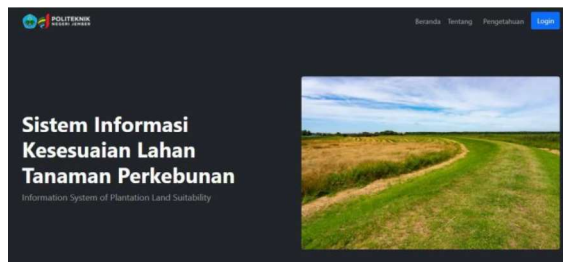 POLITEKNIK
NEGERI JEMBER
Beranda Tentang Pengetahuan Login
Sistem Informasi
Kesesuaian Lahan
Tanaman Perkebunan
Information System of Plantation Land Suitability